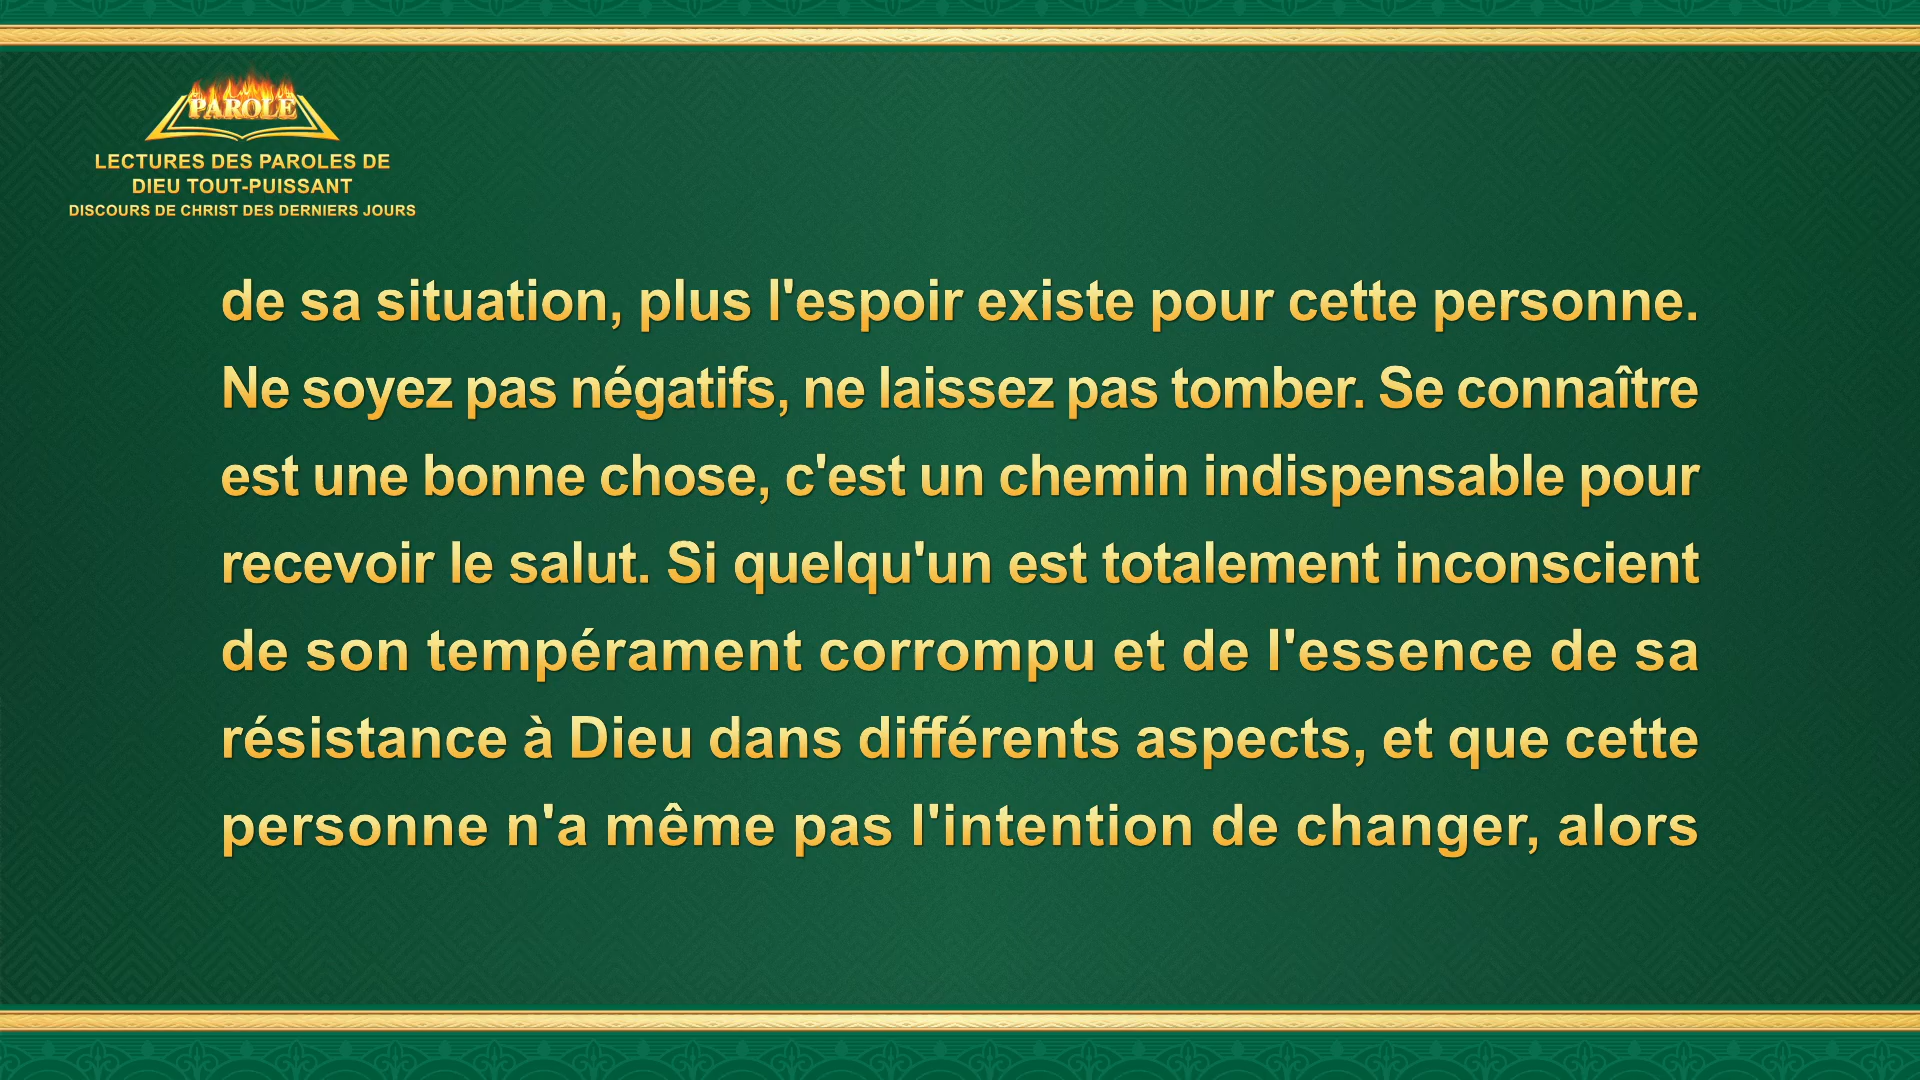 PAROLE
LECTURES DES PAROLES DE
DIEU TOUT-PUISSANT
DISCOURS DE CHRIST DES DERNIERS JOURS
de sa situation, plus l'espoir existe pour cette personne.
Ne soyez pas négatifs, ne laissez pas tomber. Se connaître
est une bonne chose, c'est un chemin indispensable pour
recevoir le salut. Si quelqu'un est totalement inconscient
de son tempérament corrompu et de l'essence de sa
résistance à Dieu dans différents aspects, et que cette
personne n'a même pas l'intention de changer, alors